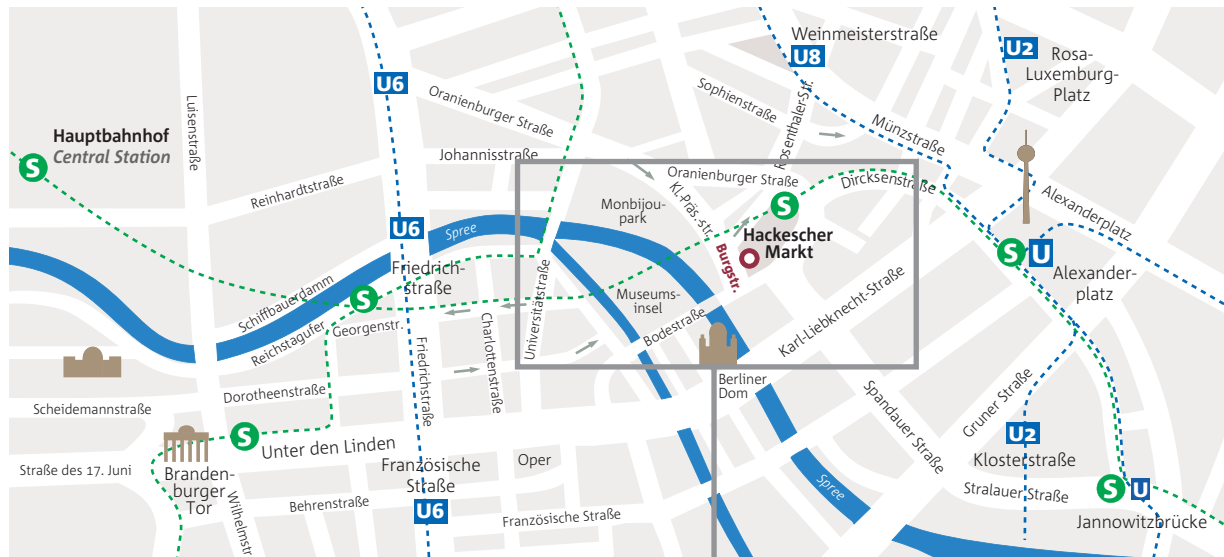 Weinmeisterstraße
U8
U2
Rosa-
Luxemburg-
Platz
U6
Luisenstraße
Oranienburger Straße
Sophienstraße
Rosenthaler-Str.
Münzstraße
Hauptbahnhof
Central Station
S
Johannisstraße
Reinhardtstraße
Oranienburger Straße
Dircksenstraße
Kl.-Präs.-str.
Monbijou-
park
S
Alexanderplatz
U6
Spree
Hackescher
Markt
Burgstr.
S
U
Alexander-
platz
Friedrich-
straße
S
Schiffbauerdamm
Reichstagufer
Georgenstr.
Universitätstraße
Museums-
insel
Bodestraße
Karl-Liebknecht-Straße
Charlottenstraße
Friedrichstraße
Dorotheenstraße
Scheidemannstraße
Berliner
Dom
Spandauer Straße
Gruner Straße
S
Unter den Linden
U2
Klosterstraße
Straße des 17. Juni
Branden-
burger
Tor
Wilhelmstr
Behrenstraße
Französische
Straße
U6
Oper
Französische Straße
Spree
Stralauer Straße
S
U
Jannowitzbrücke